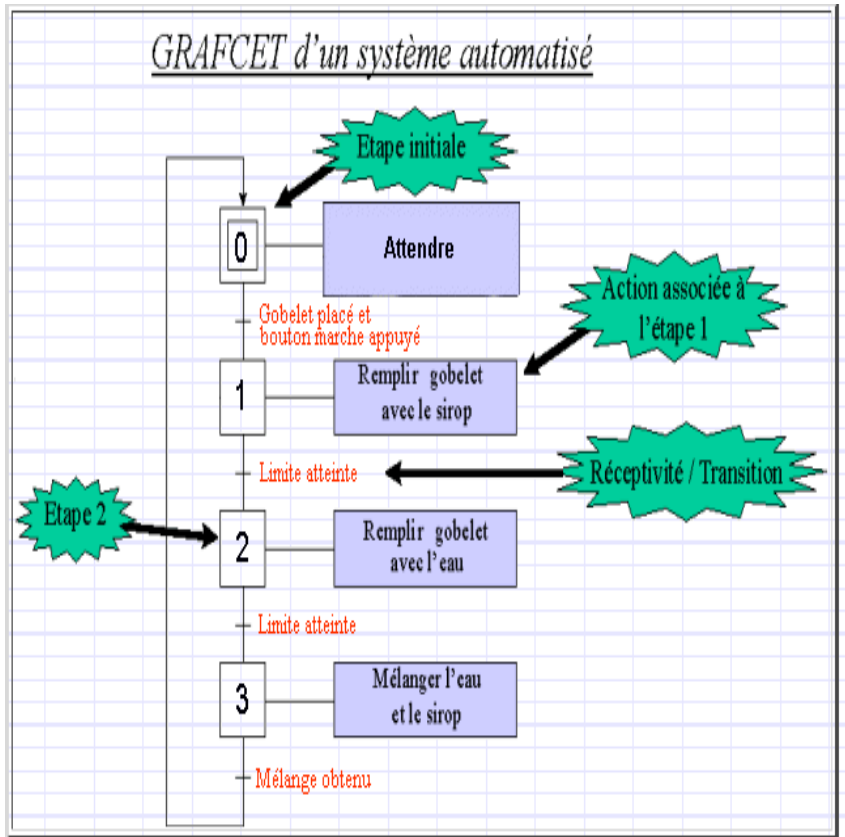 GRAFCET d'un système automatisé
Etape initiale
0
Attendre
Gobelet placé et
bouton marche appuyé
Action associée à
l'étape 1
1
Remplir gobelet
avec le sirop
Limite atteinte
Réceptivité / Transition
Etape 2
2
Remplir gobelet
avec l'eau
Limite atteinte
3
Mélanger l'eau
et le sirop
Mélange obtenu